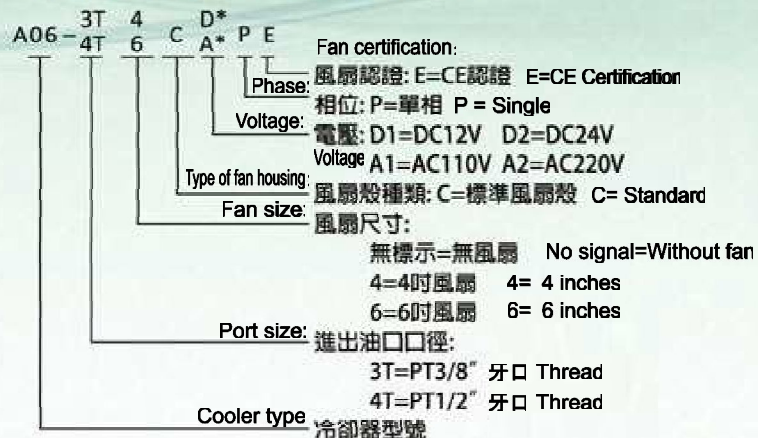 3T 4 D*
A06- C P E
4T 6 A*
Fan certification:
風扇認證: E=CE認證 E=CE Certification
Phase:
相位: P=單相 P = Single
Voltage:
電壓: D1=DC12V D2=DC24V
Voltage A1=AC110V A2=AC220V
Type of fan housing:
風扇殼種類: C=標準風扇殼 C= Standard
Fan size:
風扇尺寸:
無標示=無風扇 No signal=Without fan
4=4吋風扇 4= 4 inches
6=6吋風扇 6= 6 inches
Port size:
進出油口口徑:
3T=PT3/8" 牙口 Thread
4T=PT1/2" 牙口 Thread
Cooler type
冷卻器型號